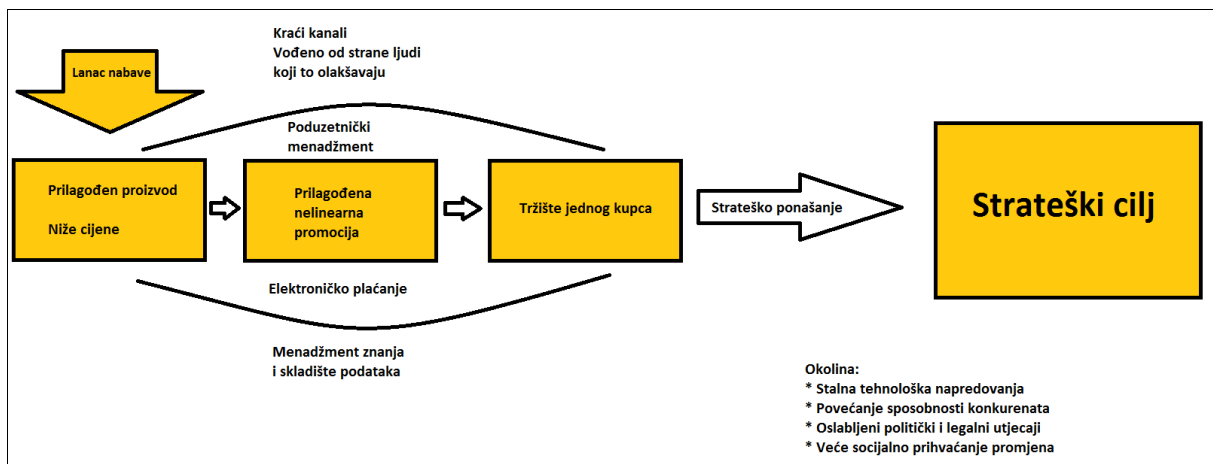 Kraći kanali
Vođeno od strane ljudi
koji to olakšavaju
Lanac nabave
Poduzetnički
menadžment
Prilagođen proizvod
Niže cijene
Prilagođena
nelinearna
promocija
Tržište jednog kupca
Strateško ponašanje
Strateški cilj
Elektroničko plaćanje
Menadžment znanja
i skladište podataka
Okolina:
* Stalna tehnološka napredovanja
* Povećanje sposobnosti konkurenata
* Oslabljeni politički i legalni utjecaji
* Veće socijalno prihvaćanje promjena